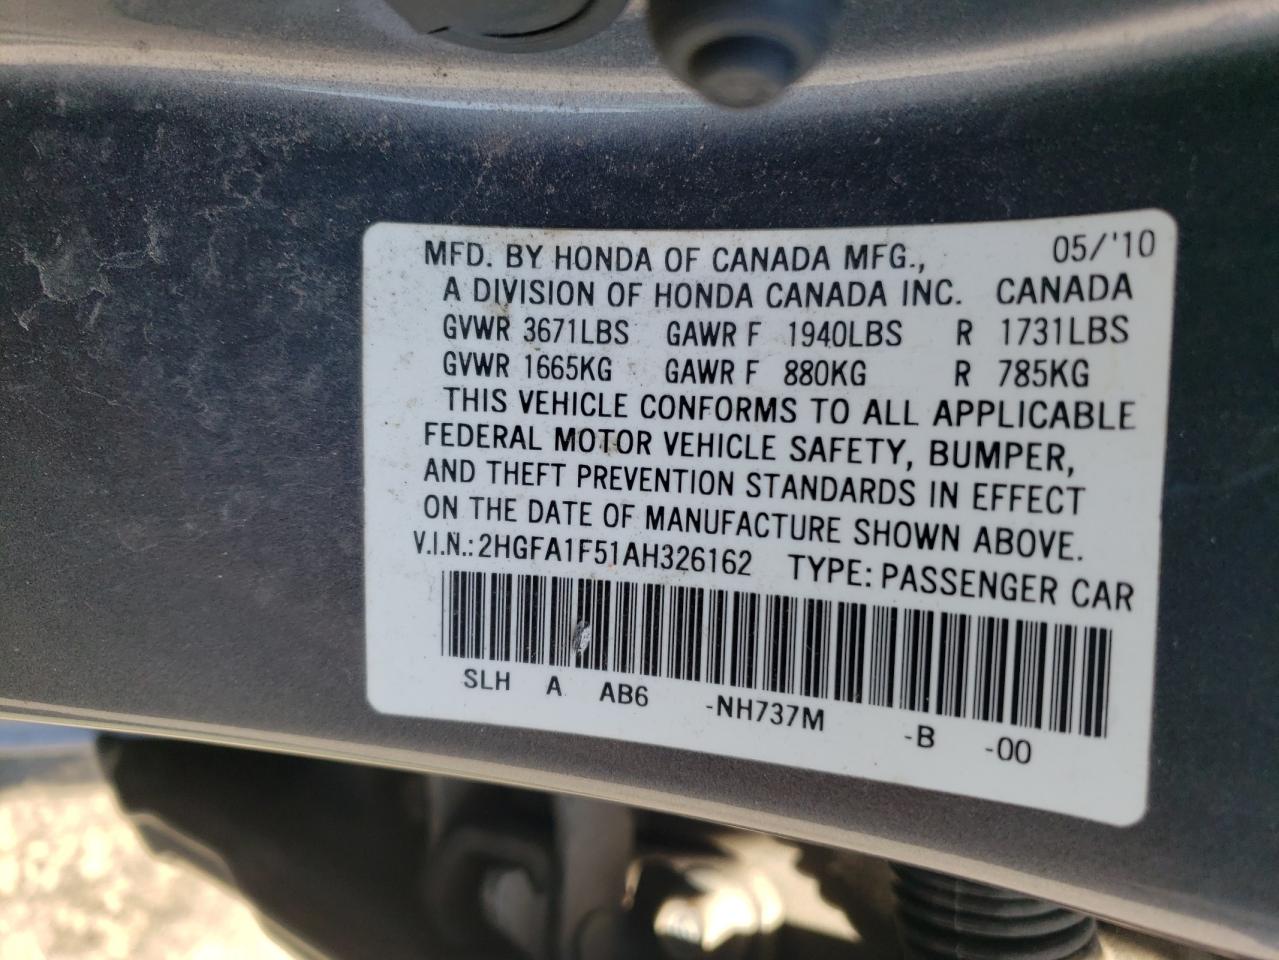 MFD. BY HONDA OF CANADA MFG., 05/'10
A DIVISION OF HONDA CANADA INC. CANADA
GVWR 3671LBS GAWR F 1940LBS R 1731LBS
GVWR 1665KG GAWR F 880KG R 785KG
THIS VEHICLE CONFORMS TO ALL APPLICABLE
FEDERAL MOTOR VEHICLE SAFETY, BUMPER,
AND THEFT PREVENTION STANDARDS IN EFFECT
ON THE DATE OF MANUFACTURE SHOWN ABOVE.
V.I.N.: 2HGFA1F51AH326162 TYPE: PASSENGER CAR
SLH A AB6 -NH737M -B -00